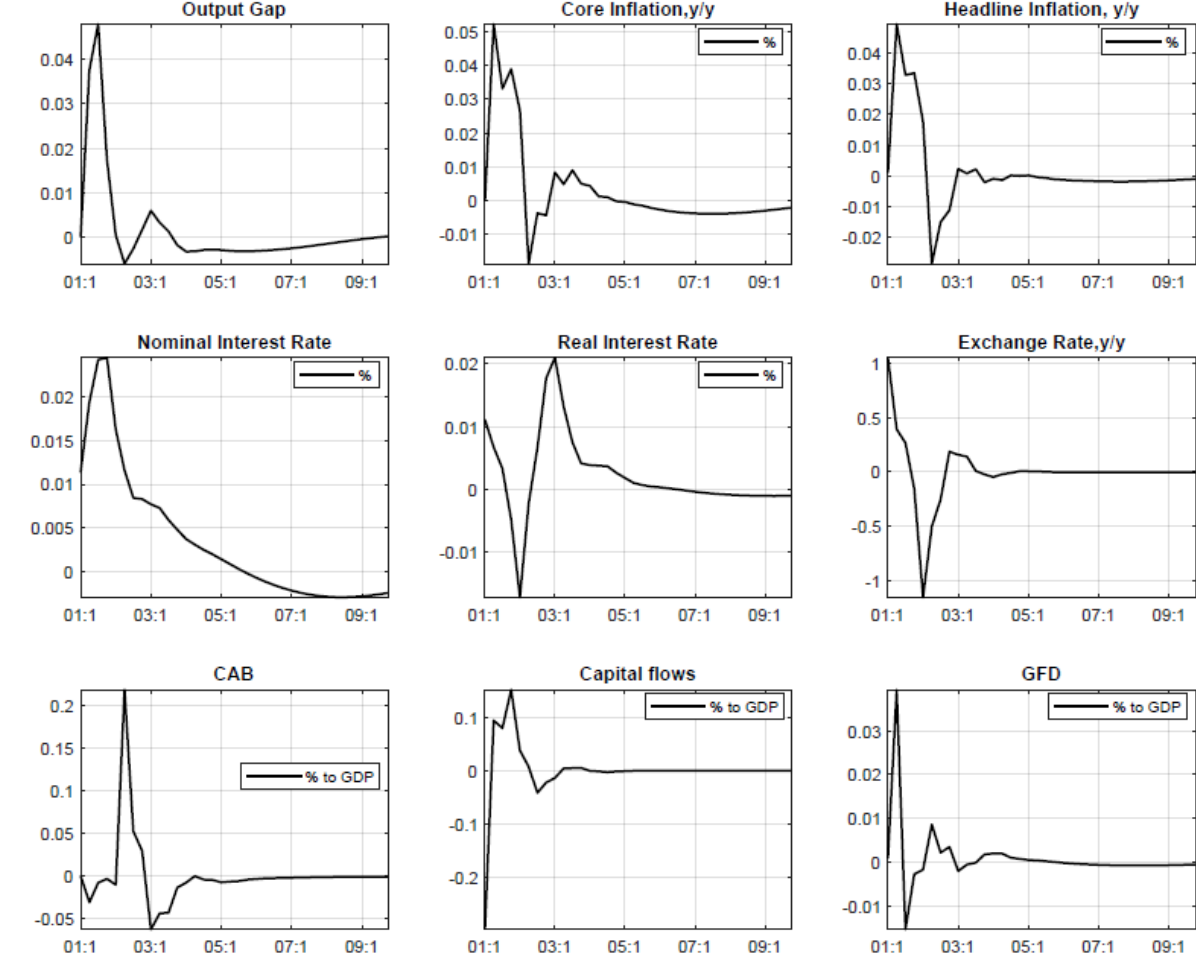 Output Gap
0.04
0.03
0.02
0.01
0
01:1 03:1 05:1 07:1 09:1
Core Inflation,y/y
%
0.05
0.04
0.03
0.02
0.01
0
-0.01
01:1 03:1 05:1 07:1 09:1
Headline Inflation, y/y
%
0.04
0.03
0.02
0.01
0
-0.01
-0.02
01:1 03:1 05:1 07:1 09:1
Nominal Interest Rate
%
0.02
0.015
0.01
0.005
0
01:1 03:1 05:1 07:1 09:1
Real Interest Rate
%
0.02
0.01
0
-0.01
01:1 03:1 05:1 07:1 09:1
Exchange Rate,y/y
1
0.5
0
-0.5
-1
01:1 03:1 05:1 07:1 09:1
CAB
0.2
0.15
% to GDP
0.1
0.05
0
-0.05
01:1 03:1 05:1 07:1 09:1
Capital flows
% to GDP
0.1
0
-0.1
-0.2
01:1 03:1 05:1 07:1 09:1
GFD
% to GDP
0.03
0.02
0.01
0
-0.01
01:1 03:1 05:1 07:1 09:1